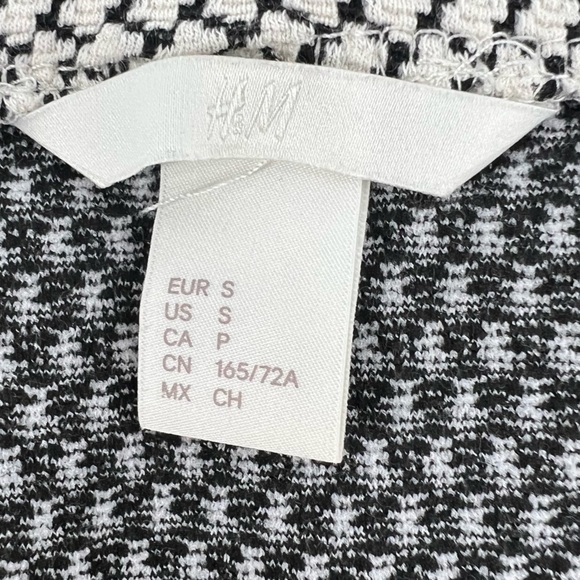 H&M
EUR S
US S
CA P
CN 165/72A
MX CH